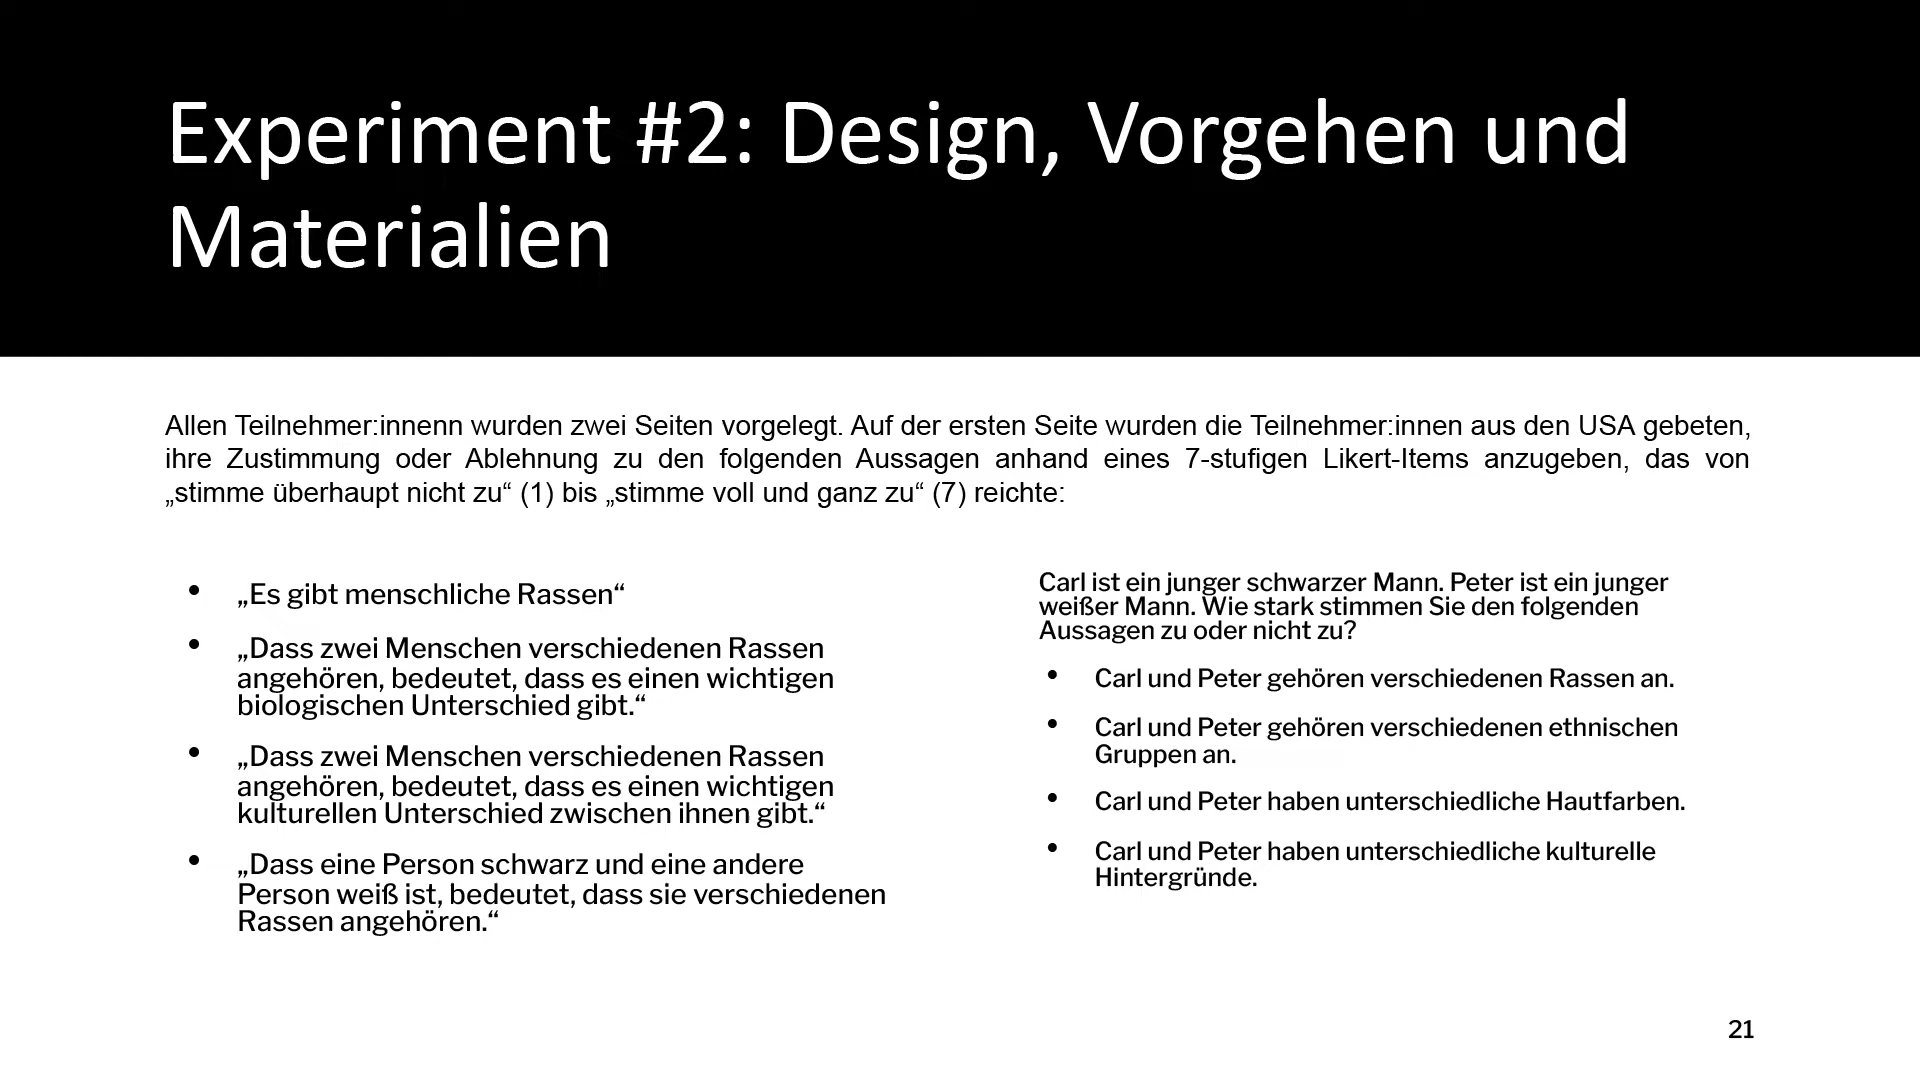 Experiment #2: Design, Vorgehen und
Materialien
Allen Teilnehmer:innenn wurden zwei Seiten vorgelegt. Auf der ersten Seite wurden die Teilnehmer:innen aus den USA gebeten,
ihre Zustimmung oder Ablehnung zu den folgenden Aussagen anhand eines 7-stufigen Likert-Items anzugeben, das von
„stimme überhaupt nicht zu“ (1) bis „stimme voll und ganz zu“ (7) reichte:
• „Es gibt menschliche Rassen“
• „Dass zwei Menschen verschiedenen Rassen
angehören, bedeutet, dass es einen wichtigen
biologischen Unterschied gibt.“
• „Dass zwei Menschen verschiedenen Rassen
angehören, bedeutet, dass es einen wichtigen
kulturellen Unterschied zwischen ihnen gibt.“
• „Dass eine Person schwarz und eine andere
Person weiß ist, bedeutet, dass sie verschiedenen
Rassen angehören.“
Carl ist ein junger schwarzer Mann. Peter ist ein junger
weißer Mann. Wie stark stimmen Sie den folgenden
Aussagen zu oder nicht zu?
• Carl und Peter gehören verschiedenen Rassen an.
• Carl und Peter gehören verschiedenen ethnischen
Gruppen an.
• Carl und Peter haben unterschiedliche Hautfarben.
• Carl und Peter haben unterschiedliche kulturelle
Hintergründe.
21